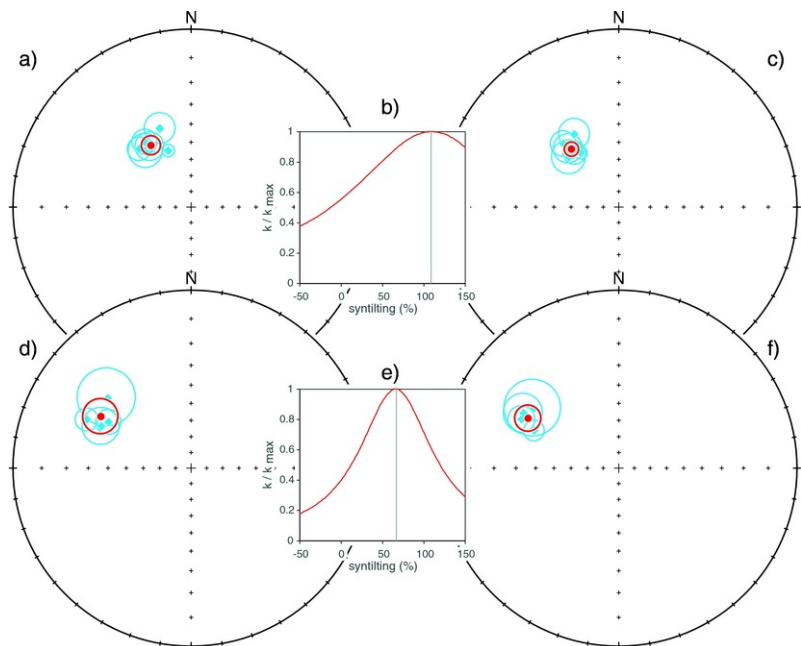 N
N
a)
c)
b)
1
0.8
0.6
0.4
0.2
0
k / k max
-50 0 50 100 150
syntilting (%)
N
N
d)
f)
e)
1
0.8
0.6
0.4
0.2
0
k / k max
-50 0 50 100 150
syntilting (%)